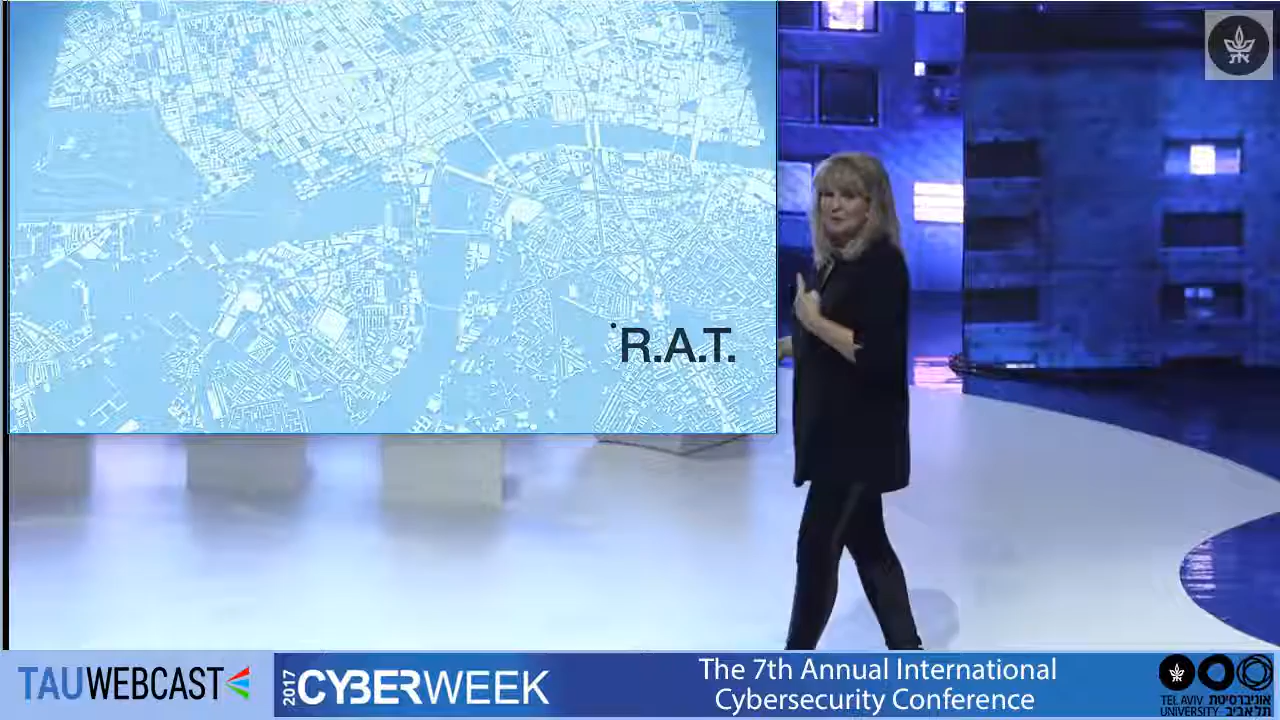 R.A.T.
TAUWEBCAST
2017 CYBERWEEK
The 7th Annual International
Cybersecurity Conference
TEL AVIV אוניברסיטת
UNIVERSITY תל אביב